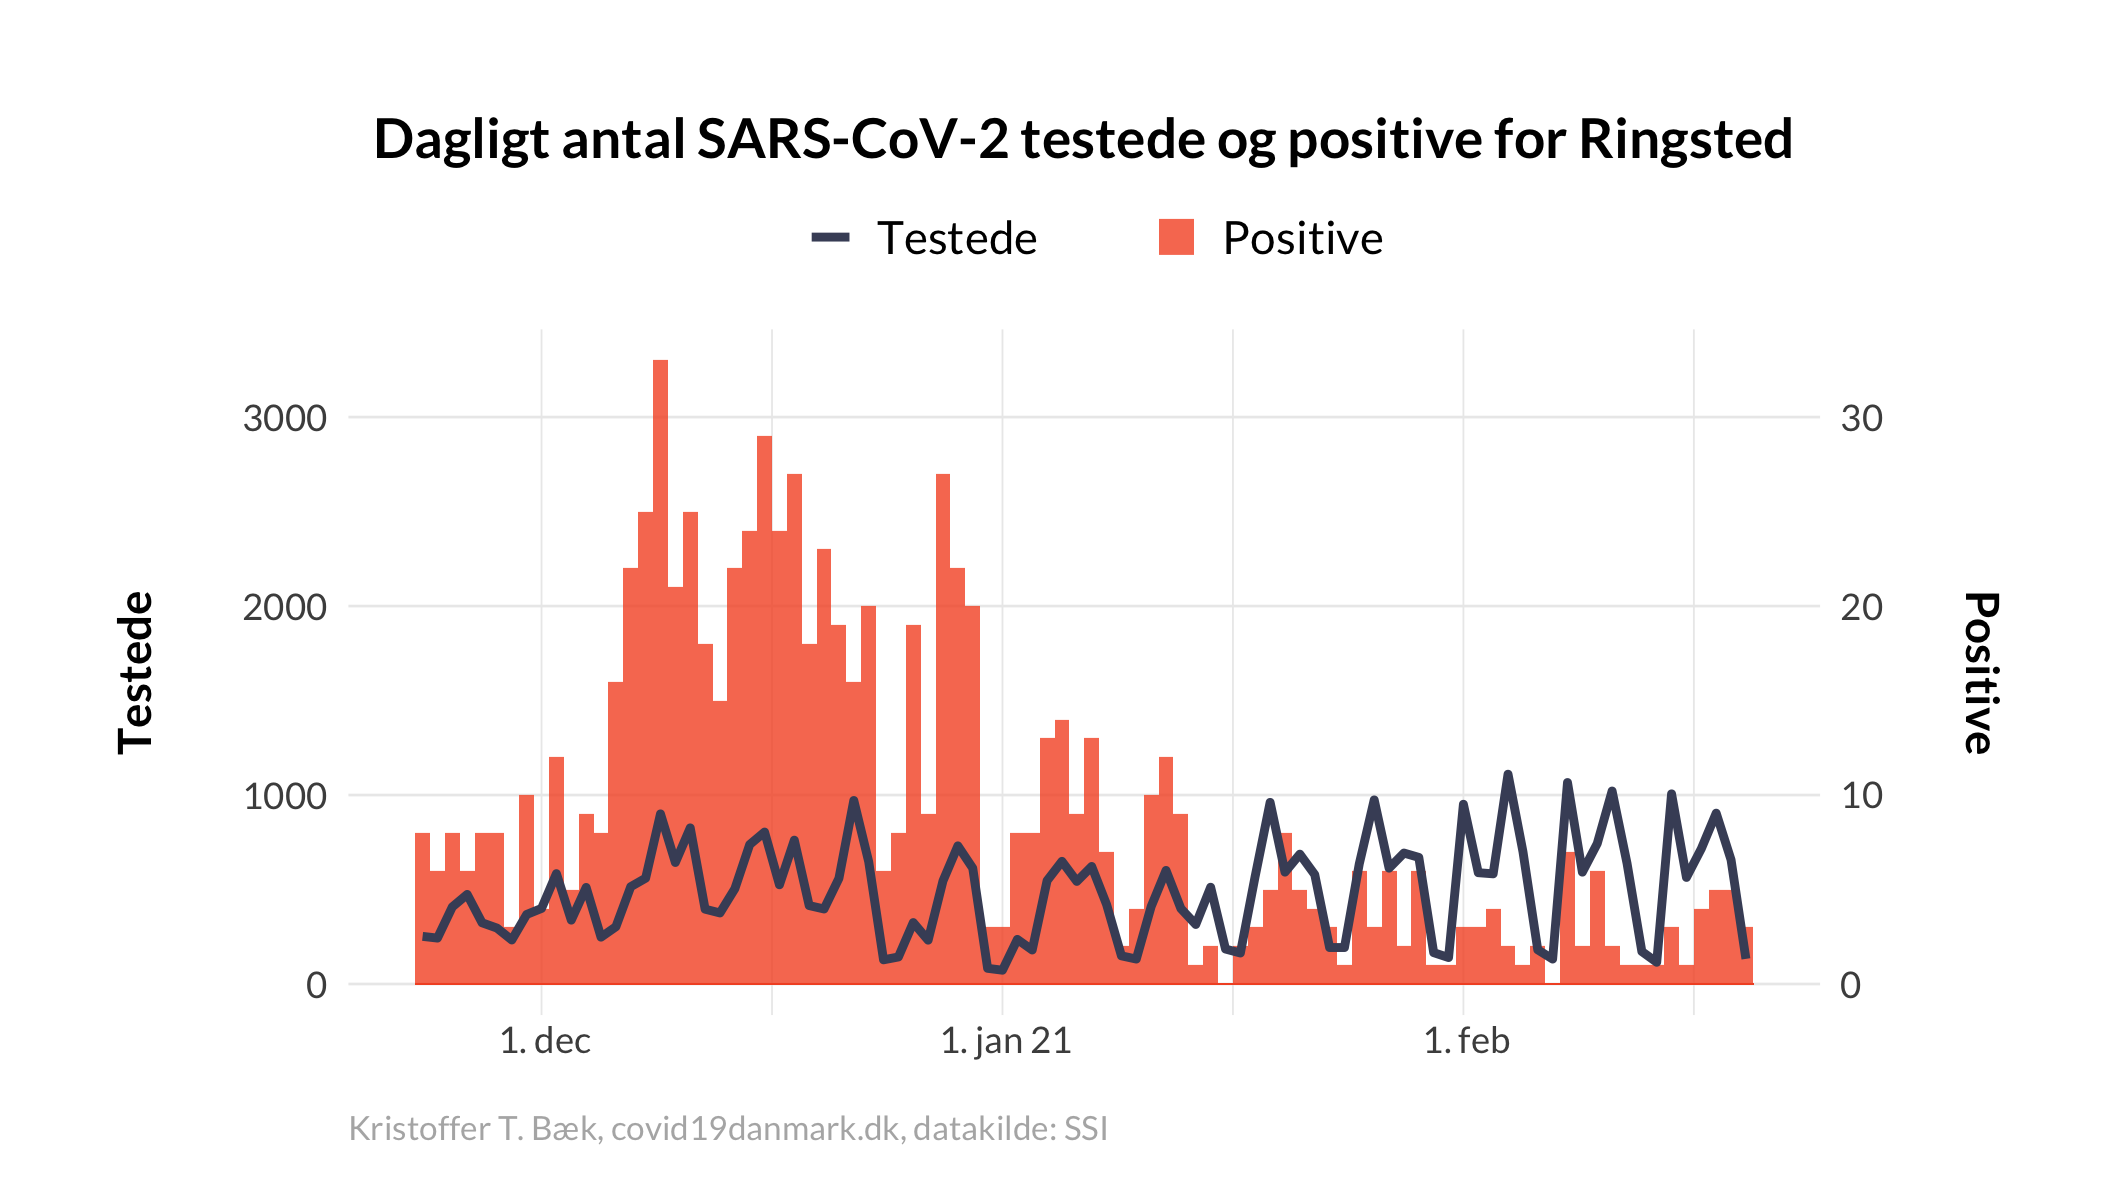 Dagligt antal SARS-CoV-2 testede og positive for Ringsted
Testede
Positive
3000
2000
1000
0
30
20
10
0
Testede
Positive
1. dec
1. jan 21
1. feb
Kristoffer T. Bæk, covid19danmark.dk, datakilde: SSI